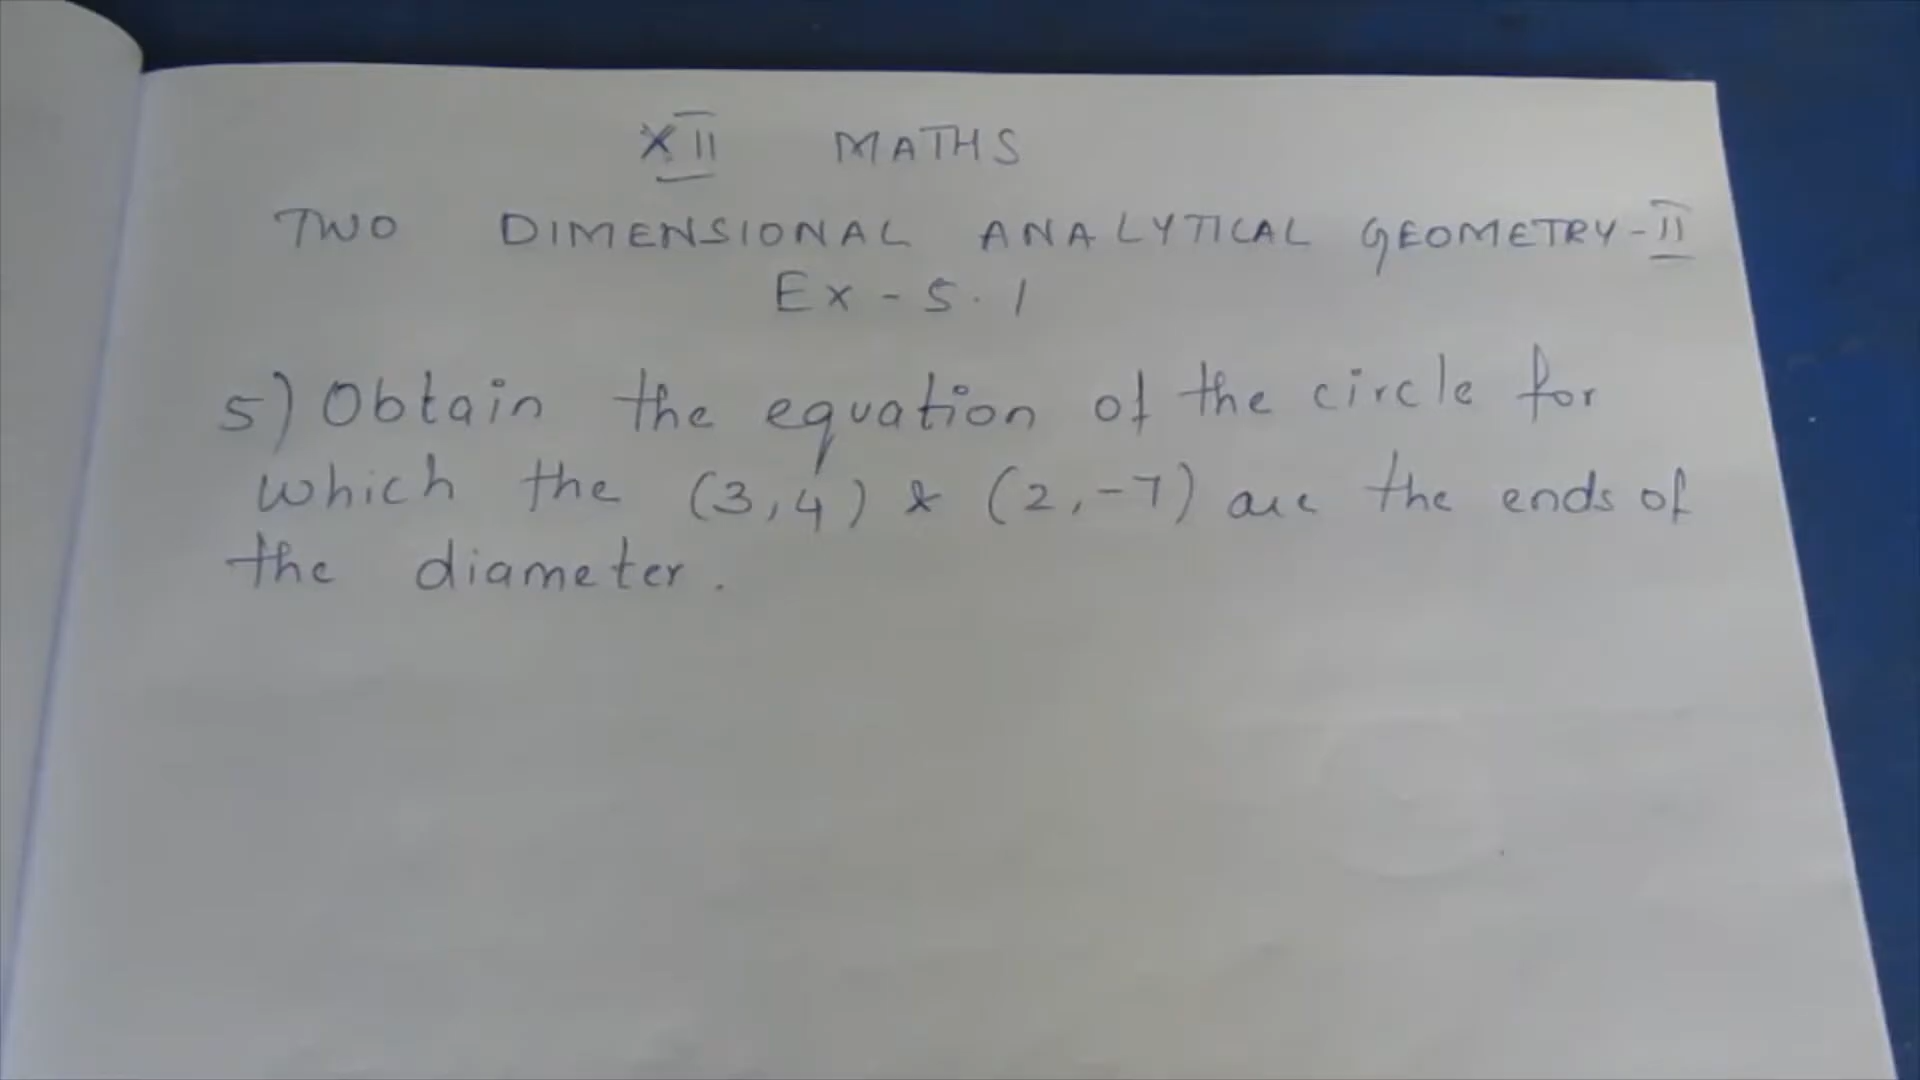 XII MATHS
TWO DIMENSIONAL ANALYTICAL GEOMETRY-II
Ex - 5.1
5) Obtain the equation of the circle for
which the (3,4) & (2,-7) are the ends of
the diameter.